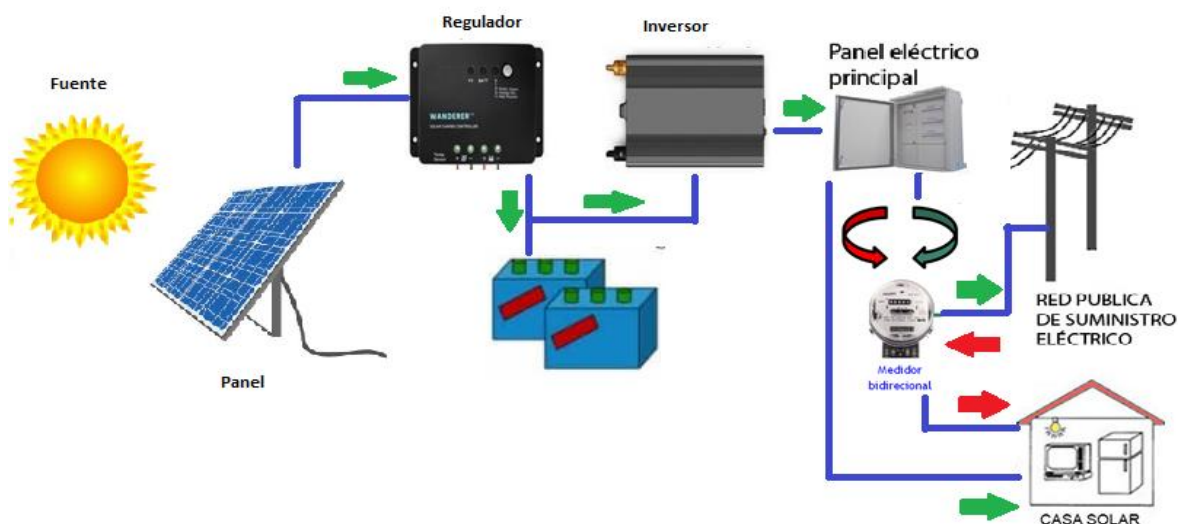 Regulador
Inversor
Fuente
Panel eléctrico
principal
WANDERER
RED PUBLICA
DE SUMINISTRO
ELÉCTRICO
Panel
Medidor
bidirecional
CASA SOLAR